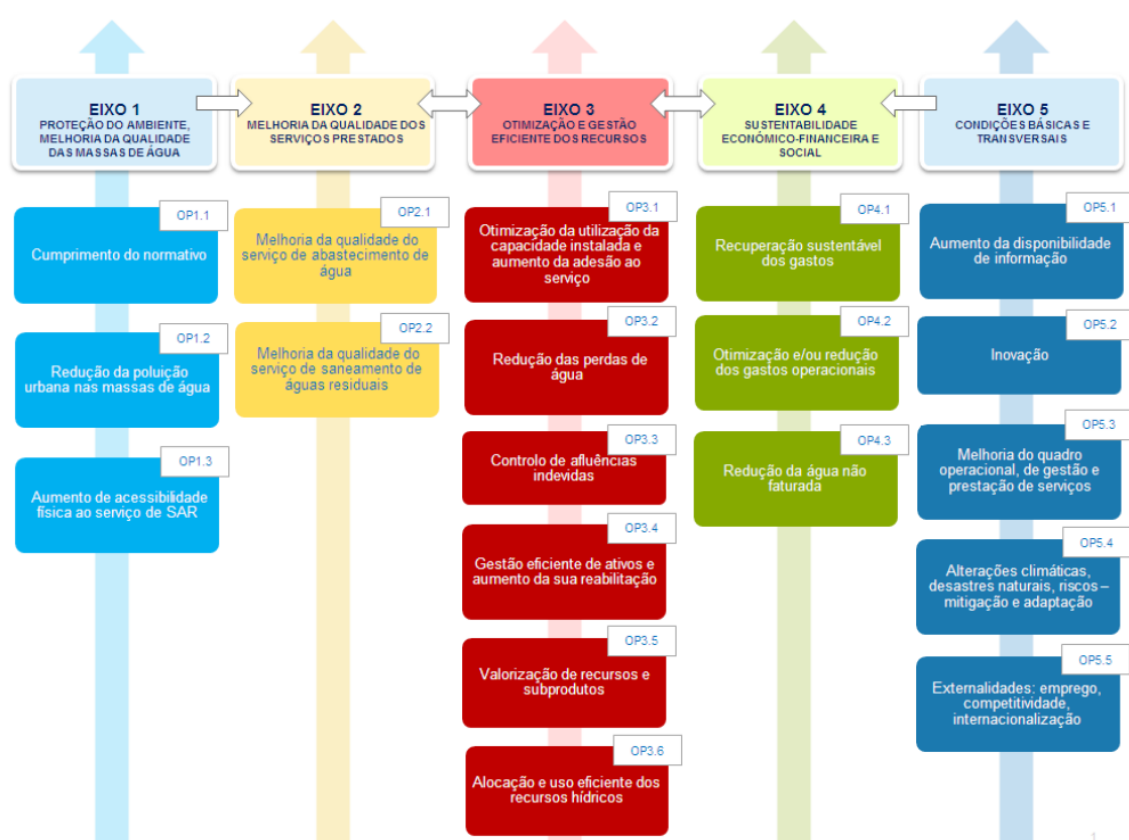 EIXO 1
PROTEÇÃO DO AMBIENTE,
MELHORIA DA QUALIDADE
DAS MASSAS DE ÁGUA
EIXO 2
MELHORIA DA QUALIDADE DOS
SERVIÇOS PRESTADOS
EIXO 3
OTIMIZAÇÃO E GESTÃO
EFICIENTE DOS RECURSOS
EIXO 4
SUSTENTABILIDADE
ECONÓMICO-FINANCEIRA E
SOCIAL
EIXO 5
CONDIÇÕES BÁSICAS E
TRANSVERSAIS
OP1.1
Cumprimento do normativo
OP1.2
Redução da poluição
urbana nas massas de água
OP1.3
Aumento de acessibilidade
física ao serviço de SAR
OP2.1
Melhoria da qualidade do
serviço de abastecimento de
água
OP2.2
Melhoria da qualidade do
serviço de saneamento de
águas residuais
OP3.1
Otimização da utilização da
capacidade instalada e
aumento da adesão ao
serviço
OP3.2
Redução das perdas de
água
OP3.3
Controlo de afluências
indevidas
OP3.4
Gestão eficiente de ativos e
aumento da sua reabilitação
OP3.5
Valorização de recursos e
subprodutos
OP3.6
Alocação e uso eficiente dos
recursos hídricos
OP4.1
Recuperação sustentável
dos gastos
OP4.2
Otimização e/ou redução
dos gastos operacionais
OP4.3
Redução da água não
faturada
OP5.1
Aumento da disponibilidade
de informação
OP5.2
Inovação
OP5.3
Melhoria do quadro
operacional, de gestão e
prestação de serviços
OP5.4
Alterações climáticas,
desastres naturais, riscos –
mitigação e adaptação
OP5.5
Externalidades: emprego,
competitividade,
internacionalização
1